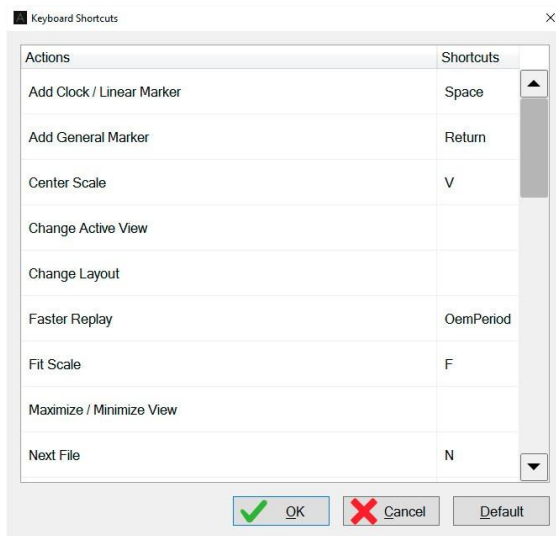 Keyboard Shortcuts
Actions Shortcuts
Add Clock / Linear Marker Space
Add General Marker Return
Center Scale V
Change Active View
Change Layout
Faster Replay OemPeriod
Fit Scale F
Maximize / Minimize View
Next File N
OK Cancel Default